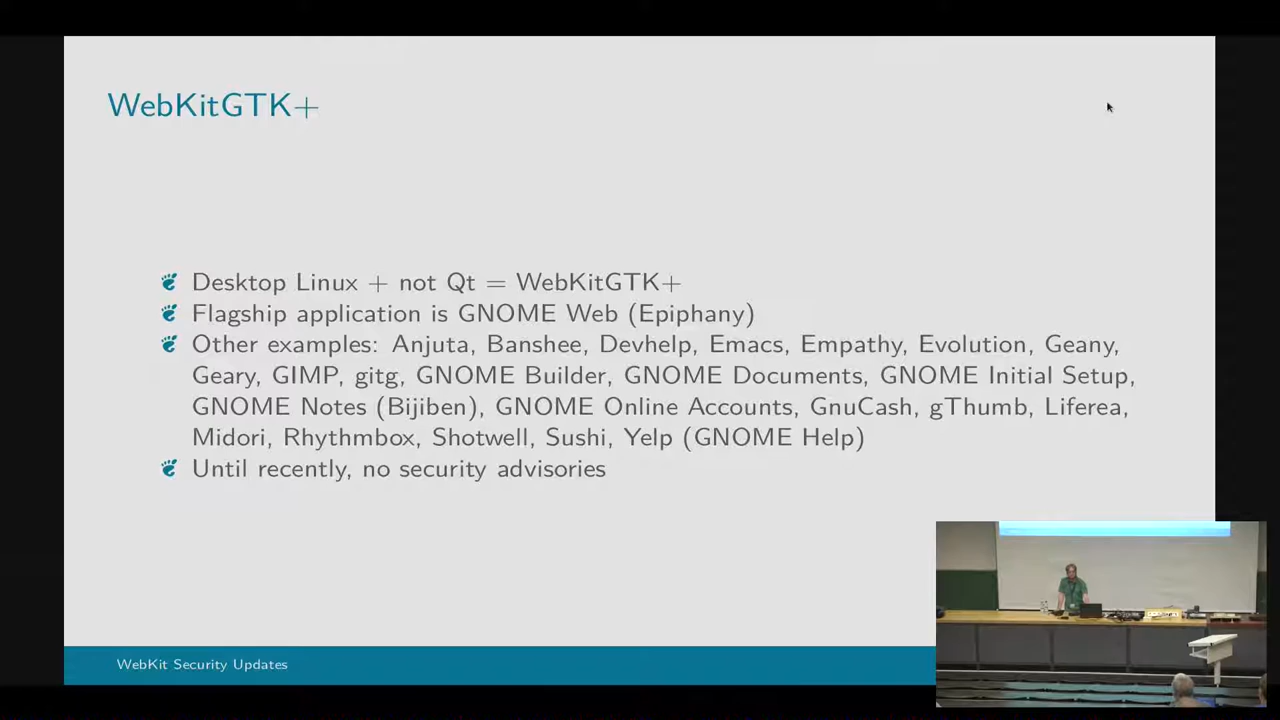 WebKitGTK+
Desktop Linux + not Qt = WebKitGTK+
Flagship application is GNOME Web (Epiphany)
Other examples: Anjuta, Banshee, Devhelp, Emacs, Empathy, Evolution, Geany,
Geary, GIMP, gitg, GNOME Builder, GNOME Documents, GNOME Initial Setup,
GNOME Notes (Bijiben), GNOME Online Accounts, GnuCash, gThumb, Liferea,
Midori, Rhythmbox, Shotwell, Sushi, Yelp (GNOME Help)
Until recently, no security advisories
WebKit Security Updates